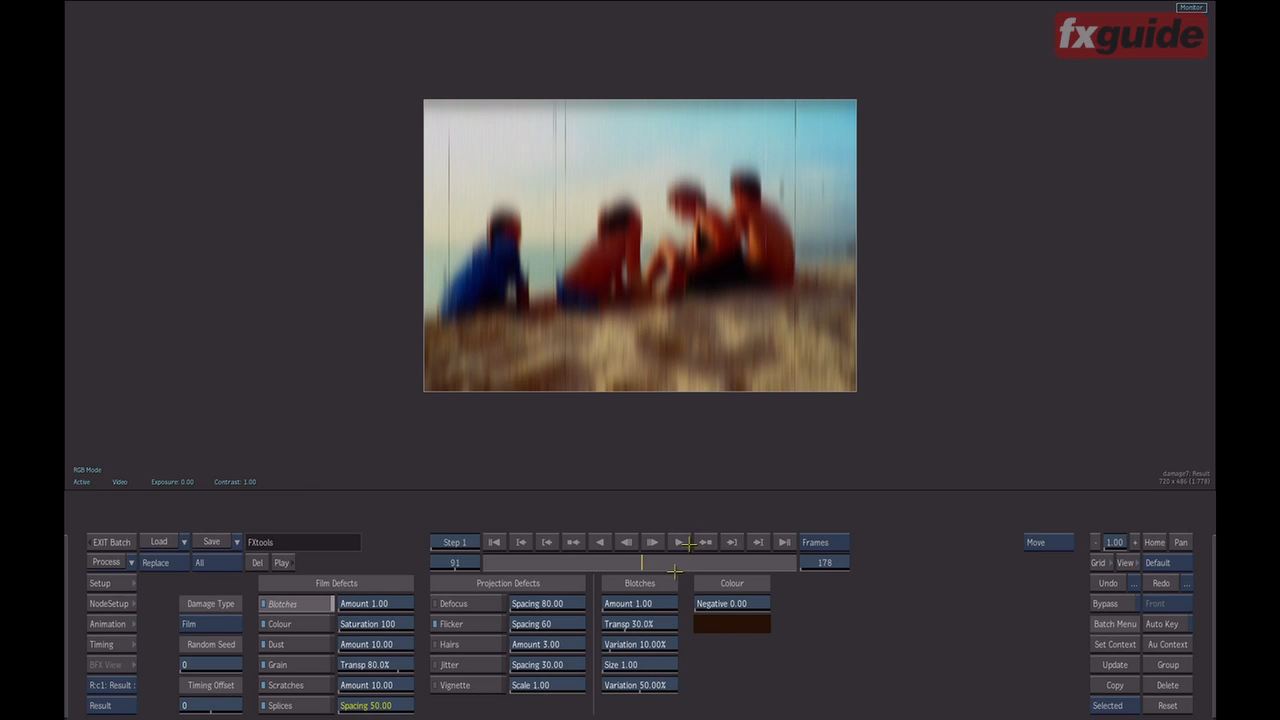 Monitor
fxguide
RGB Mode
Active Video Exposure: 0.00 Contrast: 1.00
damage7: Result
720 x 486 (1.778)
EXIT Batch Load Save FXtools Step 1 Frames Move - 1.00 + Home Pan
Process Replace All Del Play 91 178 Grid View Default
Setup Film Defects Projection Defects Blotches Colour Undo ... Redo ...
NodeSetup Damage Type Blotches Amount 1.00 Defocus Spacing 80.00 Amount 1.00 Negative 0.00 Bypass Front
Animation Film Colour Saturation 100 Flicker Spacing 60 Transp 30.0% Batch Menu Auto Key
Timing Random Seed Dust Amount 10.00 Hairs Amount 3.00 Variation 10.00% Set Context Au Context
BFX View 0 Grain Transp 80.0% Jitter Spacing 30.00 Size 1.00 Update Group
R:c1: Result : Timing Offset Scratches Amount 10.00 Vignette Scale 1.00 Variation 50.00% Copy Delete
Result 0 Splices Spacing 50.00 Selected Reset